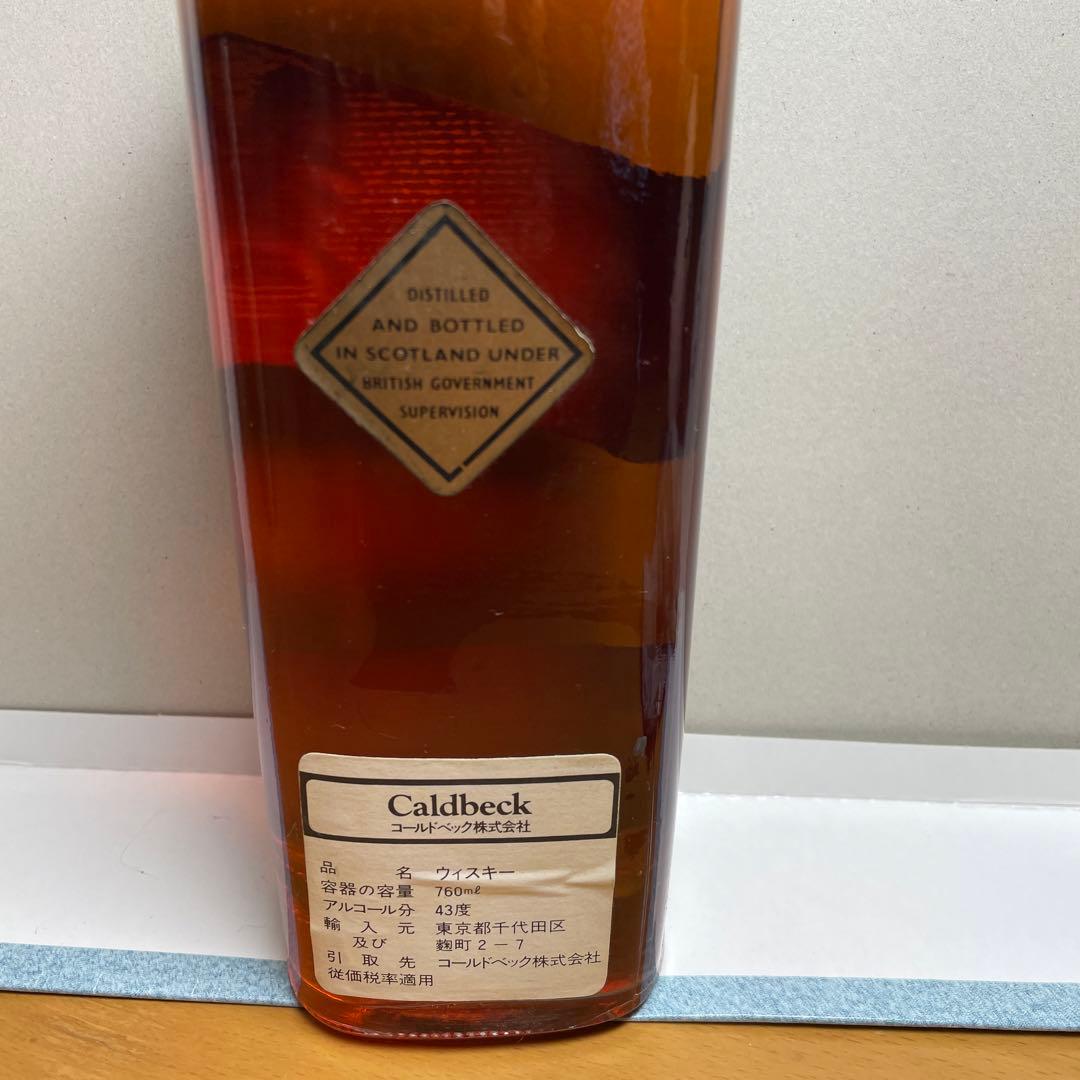 DISTILLED
AND BOTTLED
IN SCOTLAND UNDER
BRITISH GOVERNMENT
SUPERVISION
Caldbeck
コールドベック株式会社
品名 ウィスキー
容器の容量 760mℓ
アルコール分 43度
輸入元 東京都千代田区
及び 麴町2-7
引取先 コールドベック株式会社
従価税率適用